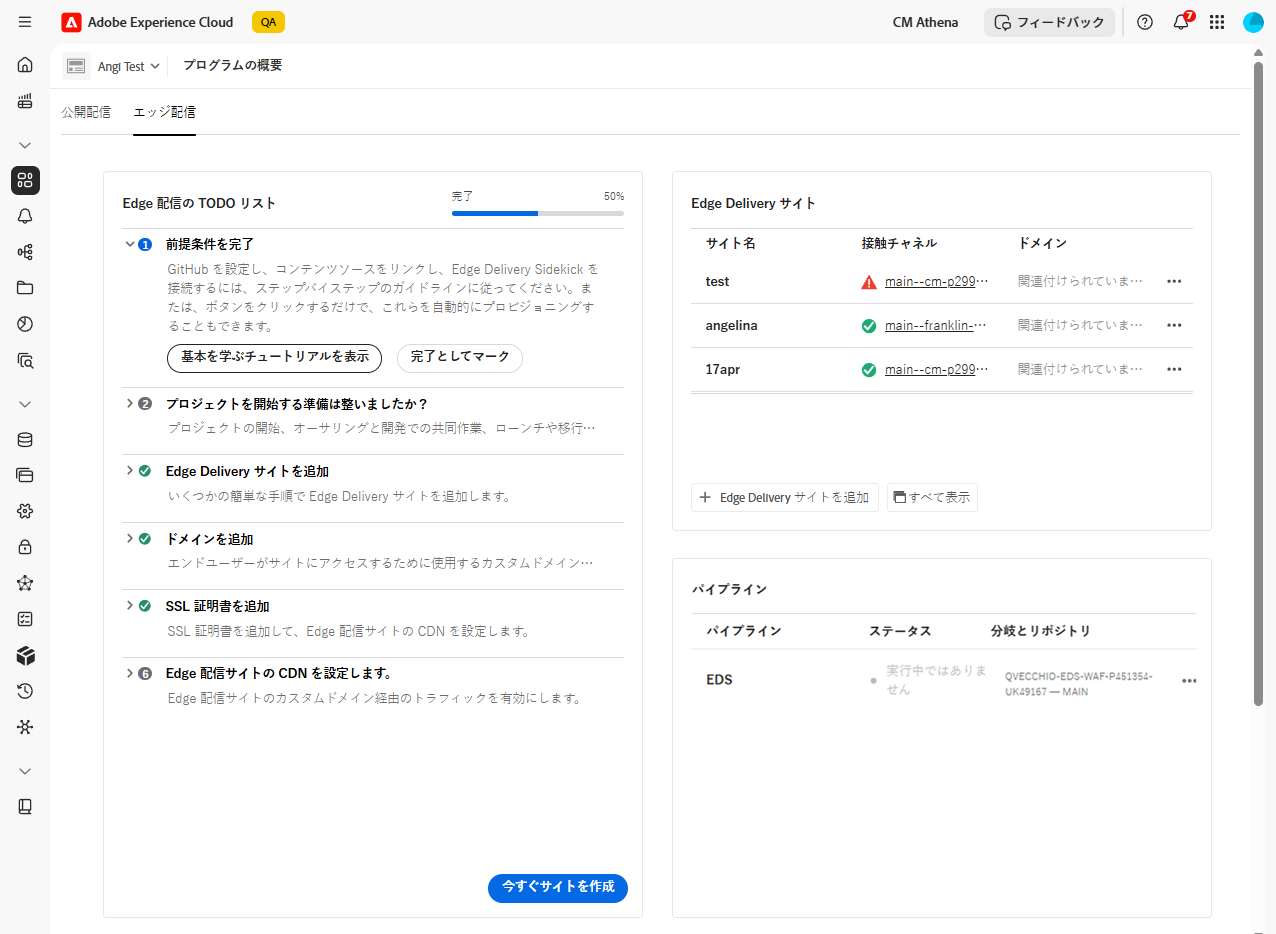 Adobe Experience Cloud
QA
CM Athena
フィードバック
7
Angi Test
プログラムの概要
公開配信
エッジ配信
Edge 配信の TODO リスト
完了
50%
1
前提条件を完了
GitHub を設定し、コンテンツソースをリンクし、Edge Delivery Sidekick を
接続するには、ステップバイステップのガイドラインに従ってください。ま
たは、ボタンをクリックするだけで、これらを自動的にプロビジョニングす
ることもできます。
基本を学ぶチュートリアルを表示
完了としてマーク
2
プロジェクトを開始する準備は整いましたか？
プロジェクトの開始、オーサリングと開発での共同作業、ローンチや移行…
Edge Delivery サイトを追加
いくつかの簡単な手順で Edge Delivery サイトを追加します。
ドメインを追加
エンドユーザーがサイトにアクセスするために使用するカスタムドメイン…
SSL 証明書を追加
SSL 証明書を追加して、Edge 配信サイトの CDN を設定します。
6
Edge 配信サイトの CDN を設定します。
Edge 配信サイトのカスタムドメイン経由のトラフィックを有効にします。
今すぐサイトを作成
Edge Delivery サイト
サイト名
接触チャネル
ドメイン
test
main--cm-p299…
関連付けられていま…
angelina
main--franklin-…
関連付けられていま…
17apr
main--cm-p299…
関連付けられていま…
Edge Delivery サイトを追加
すべて表示
パイプライン
パイプライン
ステータス
分岐とリポジトリ
EDS
実行中ではありま
せん
QVECCHIO-EDS-WAF-P451354-
UK49167 — MAIN